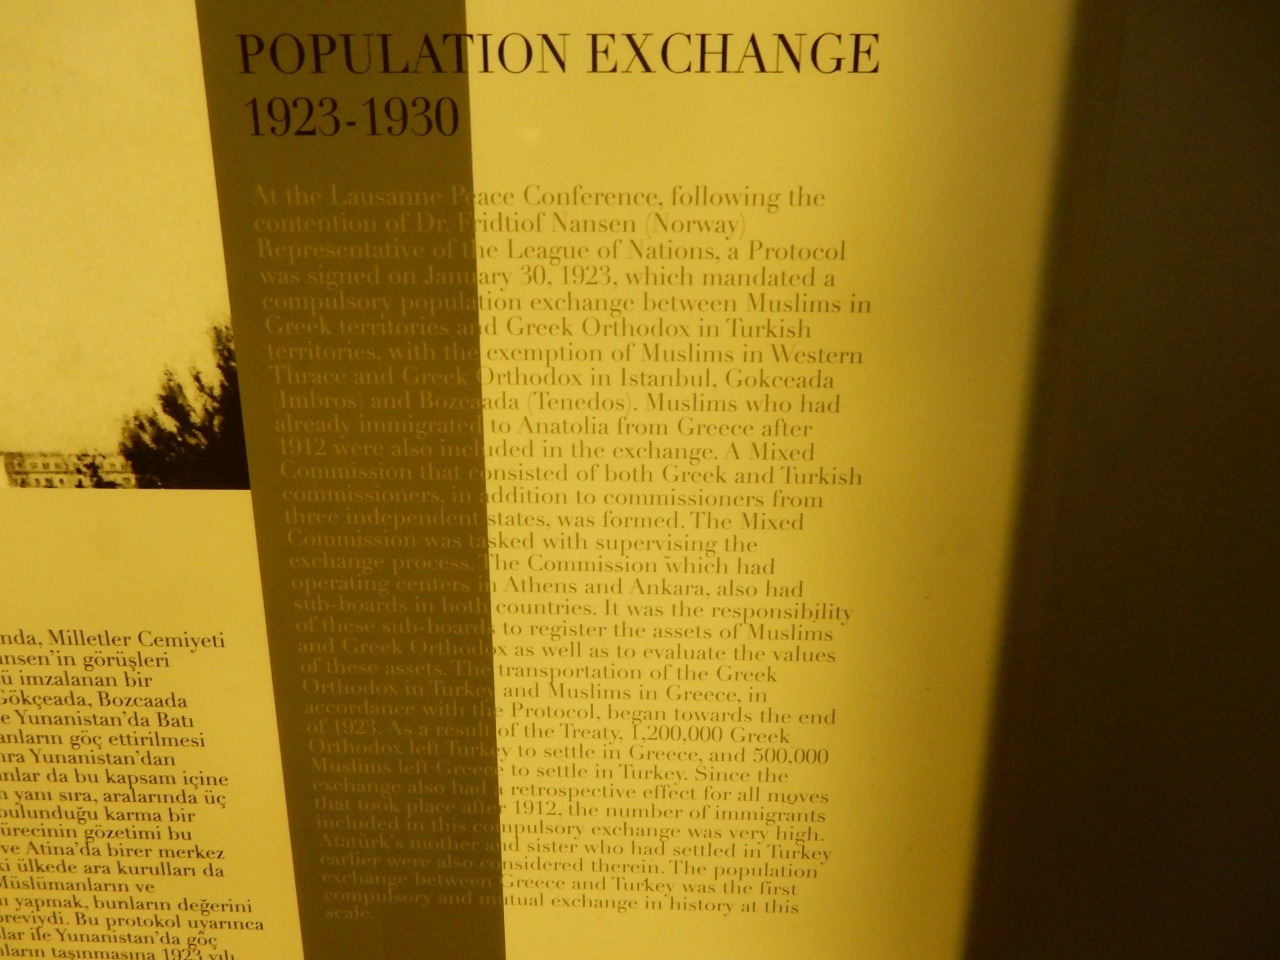 POPULATION EXCHANGE
1923-1930
At the Lausanne Peace Conference, following the
contention of Dr. Fridtiof Nansen (Norway)
Representative of the League of Nations, a Protocol
was signed on January 30, 1923, which mandated a
compulsory population exchange between Muslims in
Greek territories and Greek Orthodox in Turkish
territories, with the exemption of Muslims in Western
Thrace and Greek Orthodox in Istanbul, Gokceada
(Imbros) and Bozcaada (Tenedos). Muslims who had
already immigrated to Anatolia from Greece after
1912 were also included in the exchange. A Mixed
Commission that consisted of both Greek and Turkish
commissioners, in addition to commissioners from
three independent states, was formed. The Mixed
Commission was tasked with supervising the
exchange process. The Commission which had
operating centers in Athens and Ankara, also had
sub-boards in both countries. It was the responsibility
of these sub-boards to register the assets of Muslims
and Greek Orthodox as well as to evaluate the values
of these assets. The transportation of the Greek
Orthodox in Turkey and Muslims in Greece, in
accordance with the Protocol, began towards the end
of 1923. As a result of the Treaty, 1,200,000 Greek
Orthodox left Turkey to settle in Greece, and 500,000
Muslims left Greece to settle in Turkey. Since the
exchange also had a retrospective effect for all moves
that took place after 1912, the number of immigrants
included in this compulsory exchange was very high.
Atatürk's mother and sister who had settled in Turkey
earlier were also considered therein. The population
exchange between Greece and Turkey was the first
compulsory and mutual exchange in history at this
scale.
nda, Milletler Cemiyeti
ansen'in görüşleri
ü imzalanan bir
Gökçeada, Bozcaada
e Yunanistan'da Batı
anların göç ettirilmesi
nra Yunanistan'dan
anlar da bu kapsam içine
n yanı sıra, aralarında üç
bulunduğu karma bir
ürecinin gözetimi bu
ve Atina'da birer merkez
ki ülkede ara kurulları da
Müslümanların ve
ı yapmak, bunların değerini
öreviydi. Bu protokol uyarınca
lar ile Yunanistan'da göç
ların taşınmasına 1923 yılı